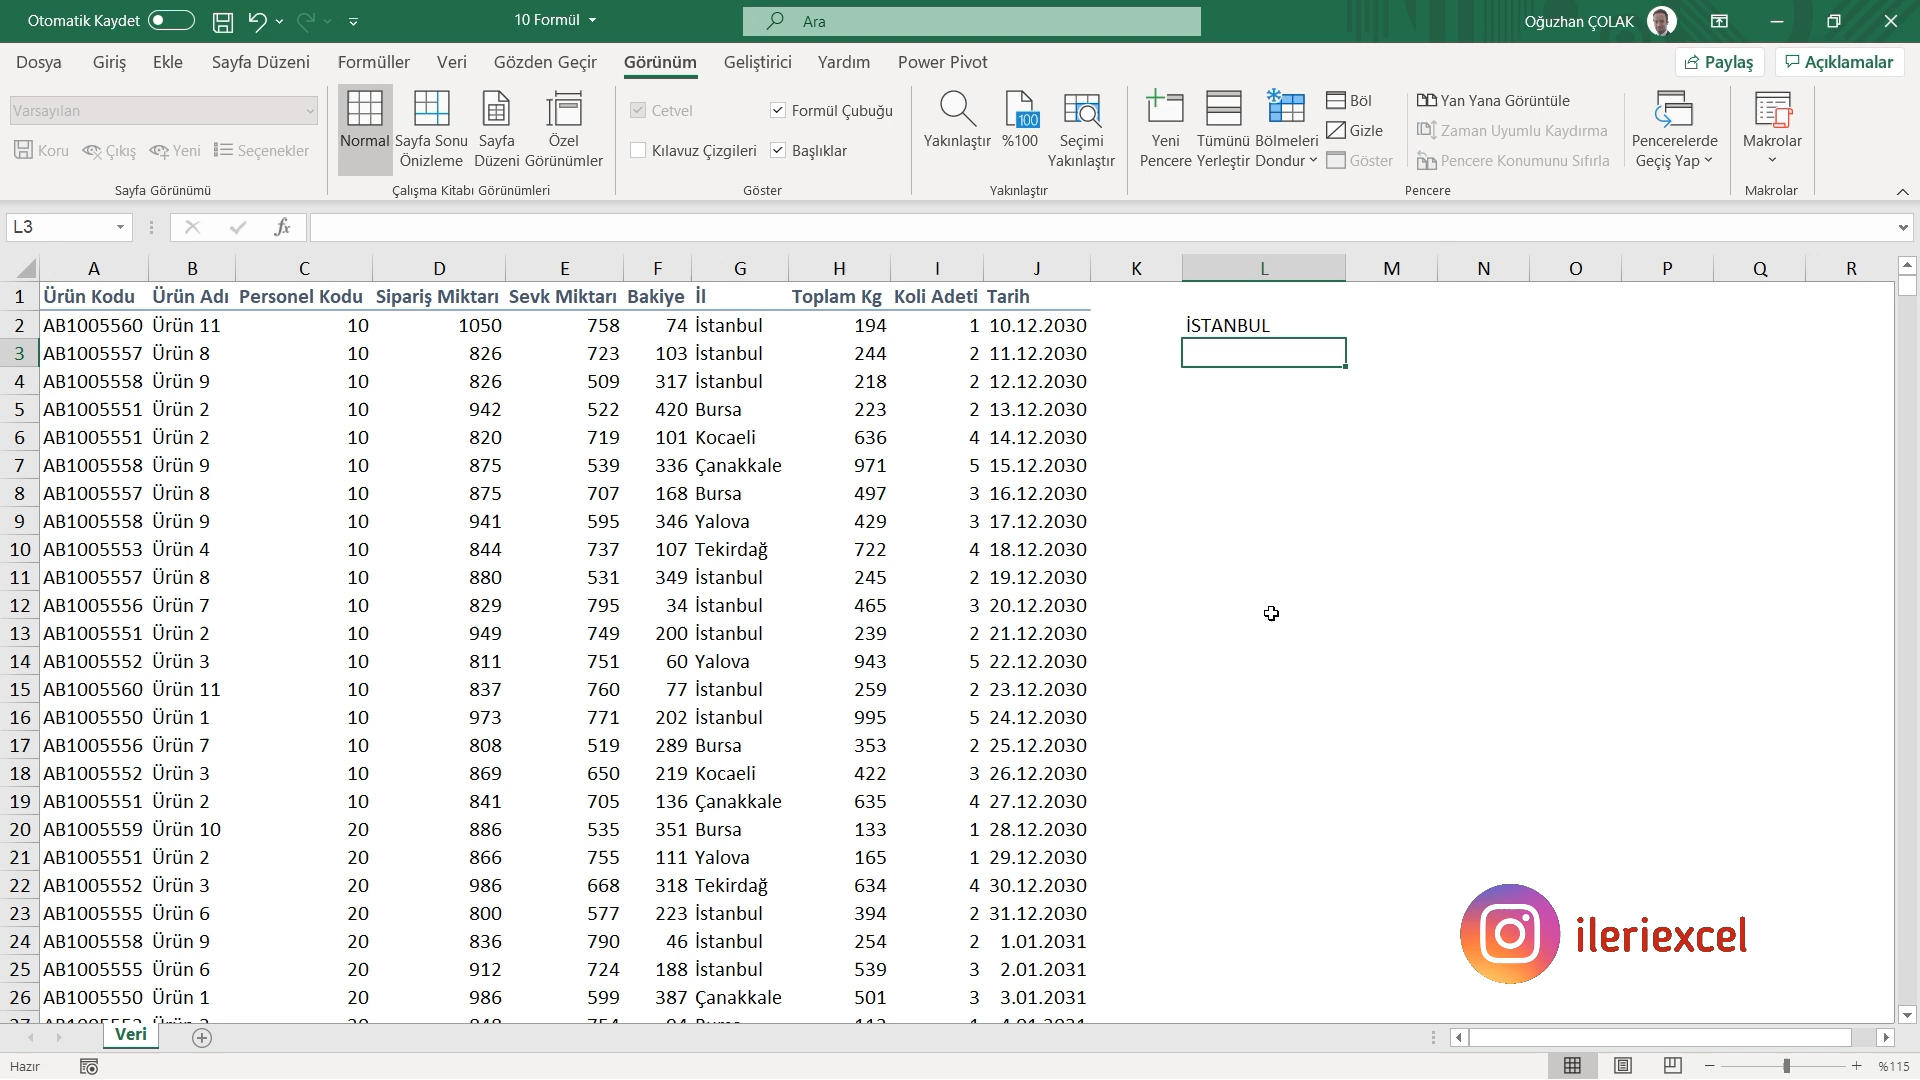 Otomatik Kaydet 10 Formül Ara Oğuzhan ÇOLAK
Dosya Giriş Ekle Sayfa Düzeni Formüller Veri Gözden Geçir Görünüm Geliştirici Yardım Power Pivot Paylaş Açıklamalar
Varsayılan
Koru Çıkış Yeni Seçenekler
Sayfa Görünümü
Normal
Sayfa Sonu
Önizleme
Sayfa
Düzeni
Özel
Görünümler
Çalışma Kitabı Görünümleri
Cetvel Formül Çubuğu
Kılavuz Çizgileri Başlıklar
Göster
Yakınlaştır
100
%100
Seçimi
Yakınlaştır
Yakınlaştır
Yeni
Pencere
Tümünü
Yerleştir
Bölmeleri
Dondur
Böl
Gizle
Göster
Yan Yana Görüntüle
Zaman Uyumlu Kaydırma
Pencere Konumunu Sıfırla
Pencerelerde
Geçiş Yap
Pencere
Makrolar
Makrolar
L3 fx
A B C D E F G H I J K L M N O P Q R
1 Ürün Kodu Ürün Adı Personel Kodu Sipariş Miktarı Sevk Miktarı Bakiye İl Toplam Kg Koli Adeti Tarih
2 AB1005560 Ürün 11 10 1050 758 74 İstanbul 194 1 10.12.2030 İSTANBUL
3 AB1005557 Ürün 8 10 826 723 103 İstanbul 244 2 11.12.2030
4 AB1005558 Ürün 9 10 826 509 317 İstanbul 218 2 12.12.2030
5 AB1005551 Ürün 2 10 942 522 420 Bursa 223 2 13.12.2030
6 AB1005551 Ürün 2 10 820 719 101 Kocaeli 636 4 14.12.2030
7 AB1005558 Ürün 9 10 875 539 336 Çanakkale 971 5 15.12.2030
8 AB1005557 Ürün 8 10 875 707 168 Bursa 497 3 16.12.2030
9 AB1005558 Ürün 9 10 941 595 346 Yalova 429 3 17.12.2030
10 AB1005553 Ürün 4 10 844 737 107 Tekirdağ 722 4 18.12.2030
11 AB1005557 Ürün 8 10 880 531 349 İstanbul 245 2 19.12.2030
12 AB1005556 Ürün 7 10 829 795 34 İstanbul 465 3 20.12.2030
13 AB1005551 Ürün 2 10 949 749 200 İstanbul 239 2 21.12.2030
14 AB1005552 Ürün 3 10 811 751 60 Yalova 943 5 22.12.2030
15 AB1005560 Ürün 11 10 837 760 77 İstanbul 259 2 23.12.2030
16 AB1005550 Ürün 1 10 973 771 202 İstanbul 995 5 24.12.2030
17 AB1005556 Ürün 7 10 808 519 289 Bursa 353 2 25.12.2030
18 AB1005552 Ürün 3 10 869 650 219 Kocaeli 422 3 26.12.2030
19 AB1005551 Ürün 2 10 841 705 136 Çanakkale 635 4 27.12.2030
20 AB1005559 Ürün 10 20 886 535 351 Bursa 133 1 28.12.2030
21 AB1005551 Ürün 2 20 866 755 111 Yalova 165 1 29.12.2030
22 AB1005552 Ürün 3 20 986 668 318 Tekirdağ 634 4 30.12.2030
23 AB1005555 Ürün 6 20 800 577 223 İstanbul 394 2 31.12.2030
24 AB1005558 Ürün 9 20 836 790 46 İstanbul 254 2 1.01.2031
25 AB1005555 Ürün 6 20 912 724 188 İstanbul 539 3 2.01.2031
26 AB1005550 Ürün 1 20 986 599 387 Çanakkale 501 3 3.01.2031
ileriexcel
Veri
Hazır %115